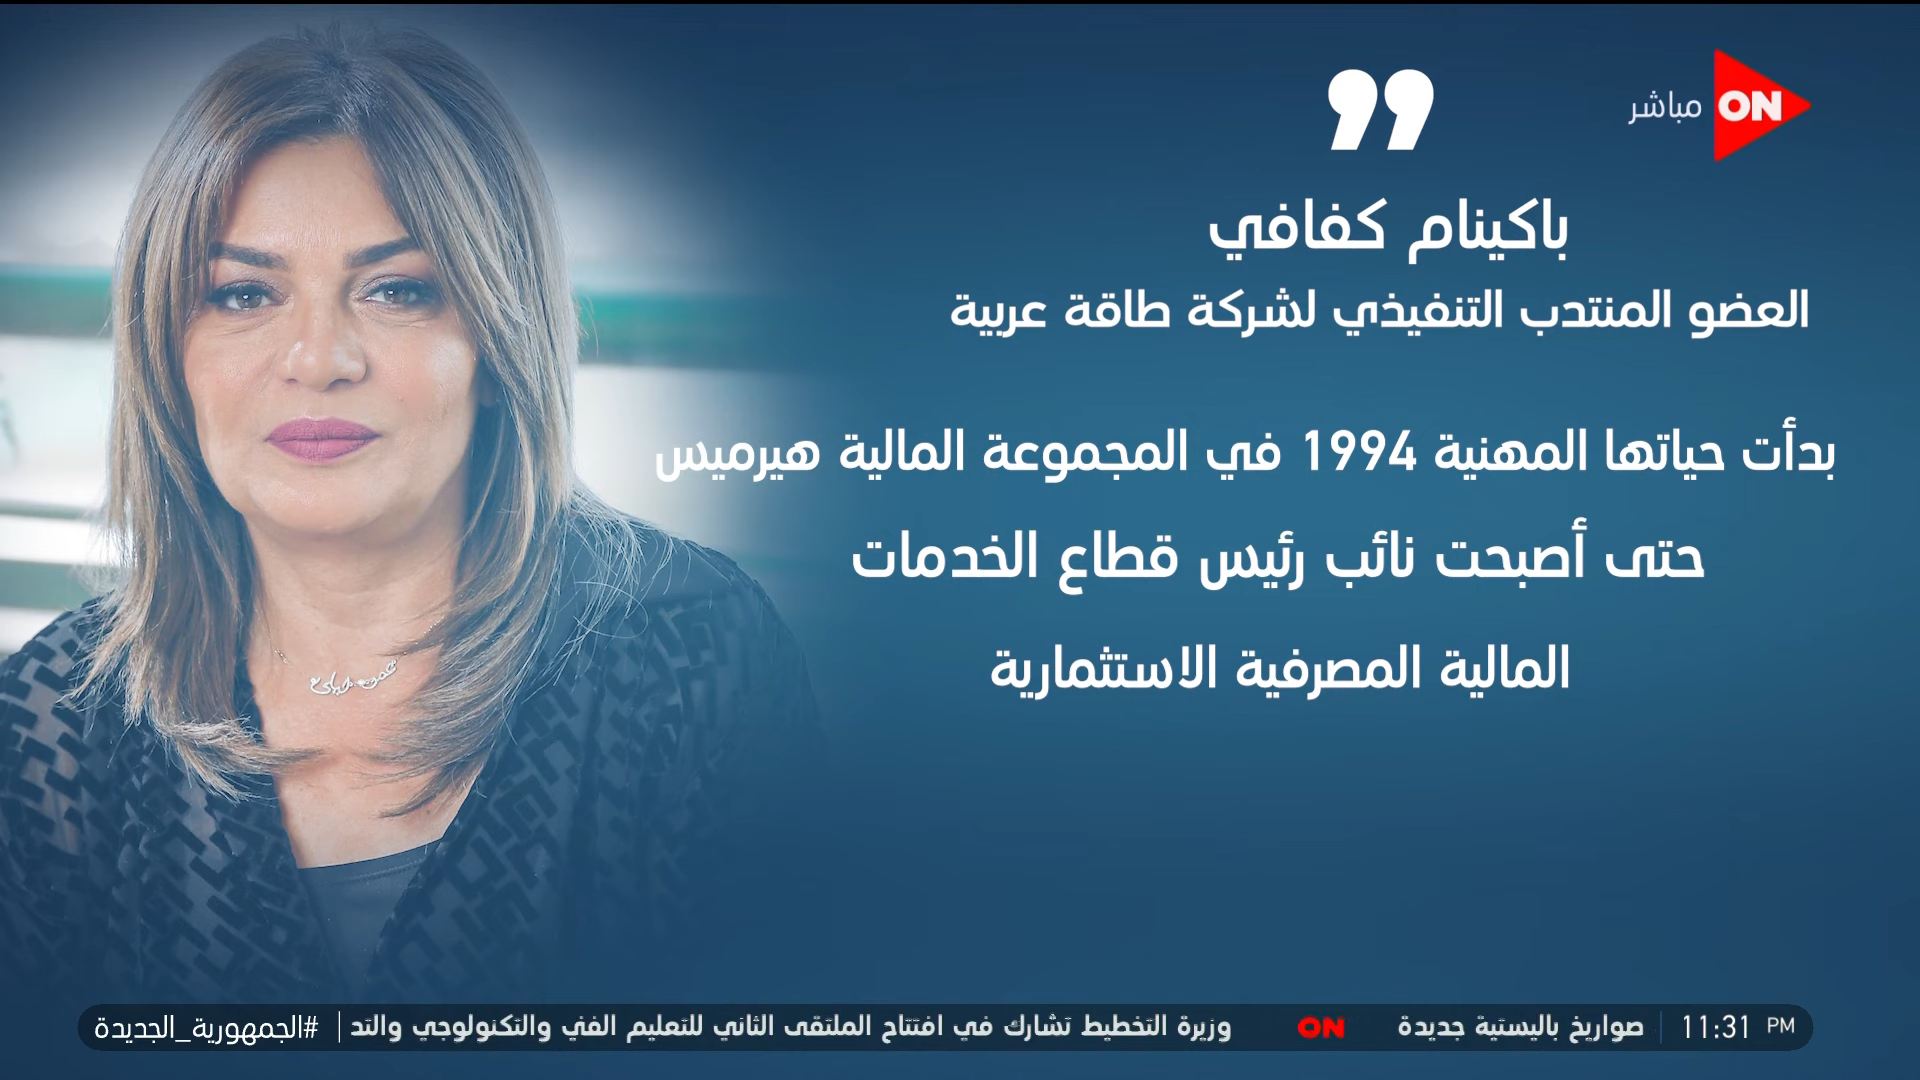 ON مباشر
باكينام كفافي
العضو المنتدب التنفيذي لشركة طاقة عربية
بدأت حياتها المهنية 1994 في المجموعة المالية هيرميس
حتى أصبحت نائب رئيس قطاع الخدمات
المالية المصرفية الاستثمارية
11:31 PM
صواريخ باليستية جديدة ON وزيرة التخطيط تشارك في افتتاح الملتقى الثاني للتعليم الفني والتكنولوجي والتد
#الجمهورية_الجديدة